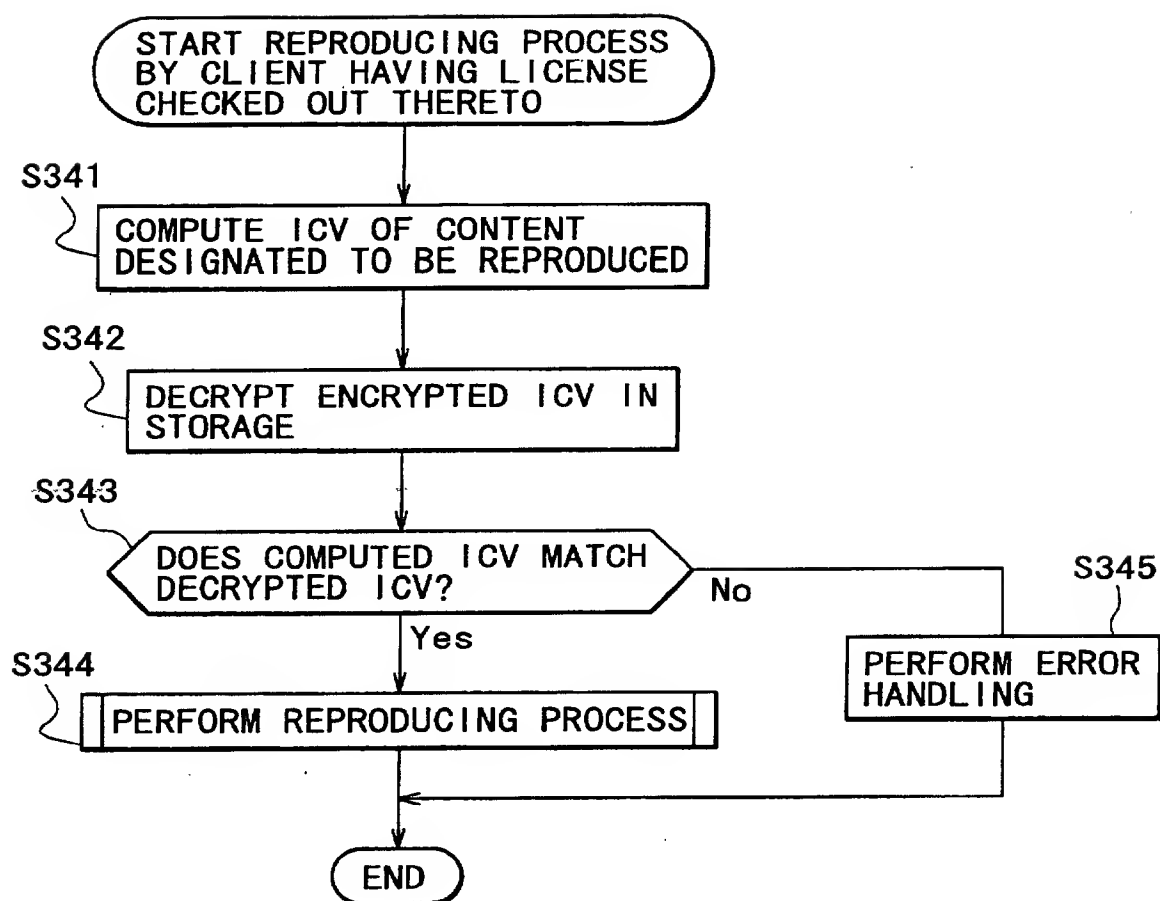 START REPRODUCING PROCESS
BY CLIENT HAVING LICENSE
CHECKED OUT THERETO
S341
COMPUTE ICV OF CONTENT
DESIGNATED TO BE REPRODUCED
S342
DECRYPT ENCRYPTED ICV IN
STORAGE
S343
DOES COMPUTED ICV MATCH
DECRYPTED ICV?
No
Yes
S345
PERFORM ERROR
HANDLING
S344
PERFORM REPRODUCING PROCESS
END